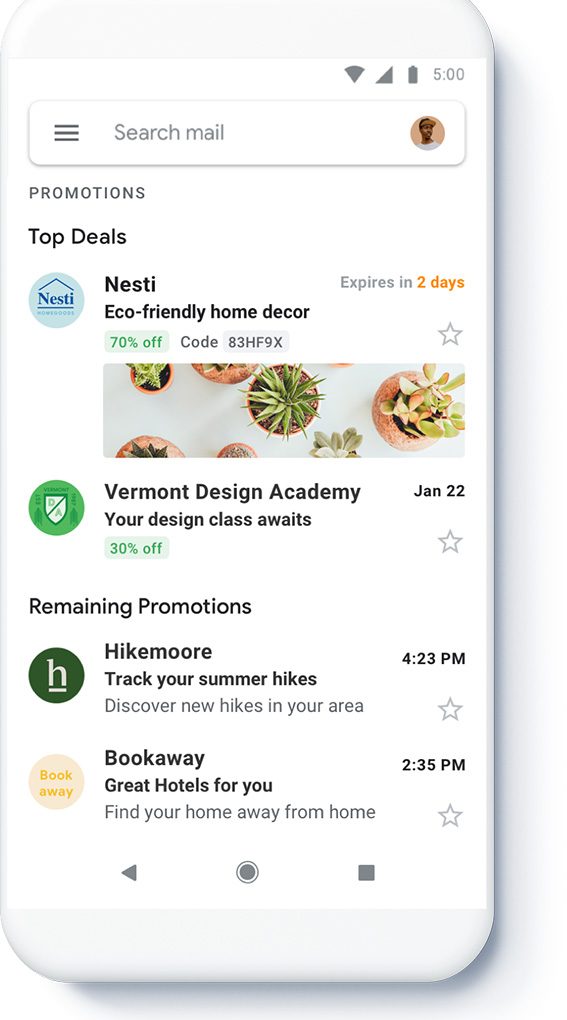 5:00
Search mail
PROMOTIONS
Top Deals
Nesti
HOMEGOODS
Nesti
Expires in 2 days
Eco-friendly home decor
70% off Code 83HF9X
VERMONT
EST
1967
D
A
Vermont Design Academy
Jan 22
Your design class awaits
30% off
Remaining Promotions
h
Hikemoore
4:23 PM
Track your summer hikes
Discover new hikes in your area
Book
away
Bookaway
2:35 PM
Great Hotels for you
Find your home away from home